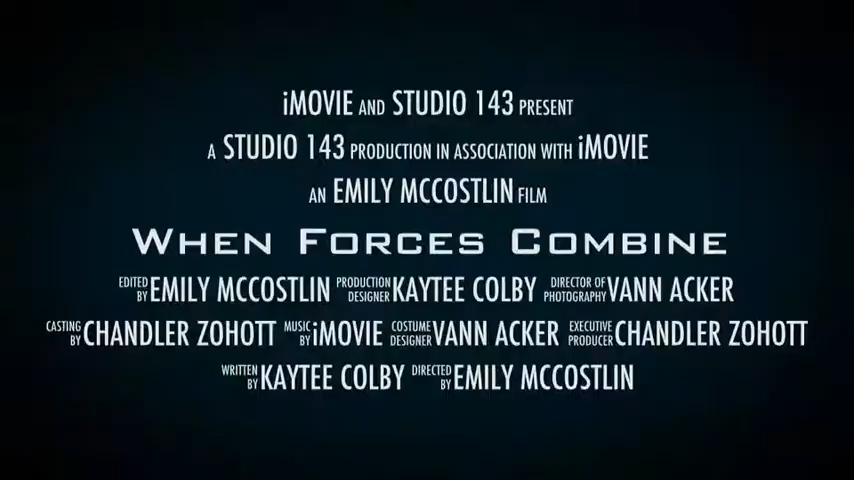 iMOVIE AND STUDIO 143 PRESENT
A STUDIO 143 PRODUCTION IN ASSOCIATION WITH iMOVIE
AN EMILY MCCOSTLIN FILM
WHEN FORCES COMBINE
EDITED BY EMILY MCCOSTLIN PRODUCTION DESIGNER KAYTEE COLBY DIRECTOR OF PHOTOGRAPHY VANN ACKER
CASTING BY CHANDLER ZOHOTT MUSIC BY iMOVIE COSTUME DESIGNER VANN ACKER EXECUTIVE PRODUCER CHANDLER ZOHOTT
WRITTEN BY KAYTEE COLBY DIRECTED BY EMILY MCCOSTLIN